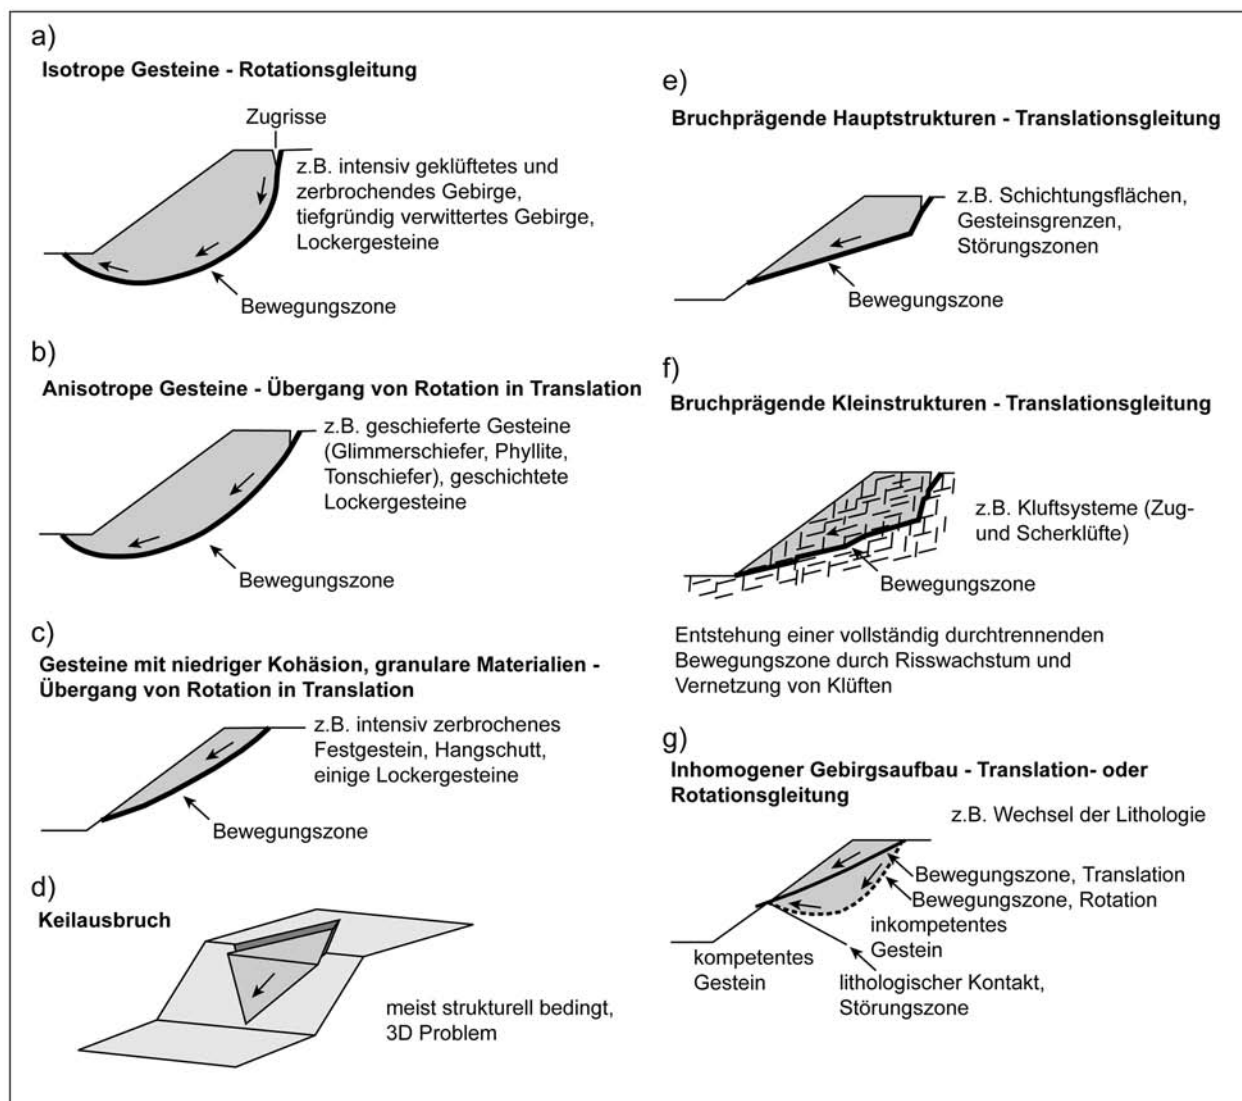 a)
Isotrope Gesteine - Rotationsgleitung
Zugrisse
z.B. intensiv geklüftetes und
zerbrochendes Gebirge,
tiefgründig verwittertes Gebirge,
Lockergesteine
Bewegungszone
b)
Anisotrope Gesteine - Übergang von Rotation in Translation
z.B. geschieferte Gesteine
(Glimmerschiefer, Phyllite,
Tonschiefer), geschichtete
Lockergesteine
Bewegungszone
c)
Gesteine mit niedriger Kohäsion, granulare Materialien -
Übergang von Rotation in Translation
z.B. intensiv zerbrochenes
Festgestein, Hangschutt,
einige Lockergesteine
Bewegungszone
d)
Keilausbruch
meist strukturell bedingt,
3D Problem
e)
Bruchprägende Hauptstrukturen - Translationsgleitung
z.B. Schichtungsflächen,
Gesteinsgrenzen,
Störungszonen
Bewegungszone
f)
Bruchprägende Kleinstrukturen - Translationsgleitung
z.B. Kluftsysteme (Zug-
und Scherklüfte)
Bewegungszone
Entstehung einer vollständig durchtrennenden
Bewegungszone durch Risswachstum und
Vernetzung von Klüften
g)
Inhomogener Gebirgsaufbau - Translation- oder
Rotationsgleitung
z.B. Wechsel der Lithologie
Bewegungszone, Translation
Bewegungszone, Rotation
inkompetentes
Gestein
kompetentes
Gestein
lithologischer Kontakt,
Störungszone